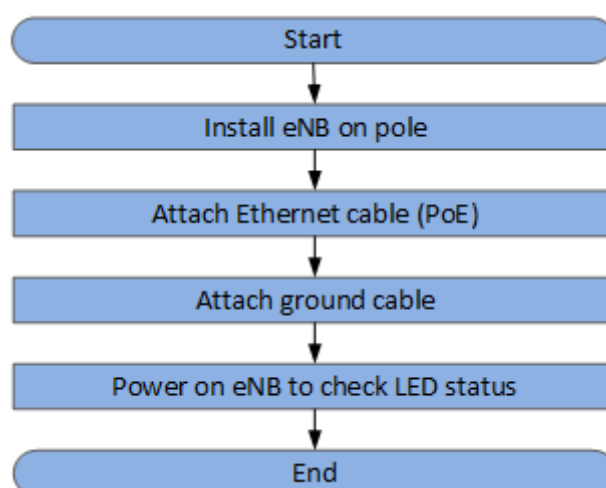 Start
Install eNB on pole
Attach Ethernet cable (PoE)
Attach ground cable
Power on eNB to check LED status
End